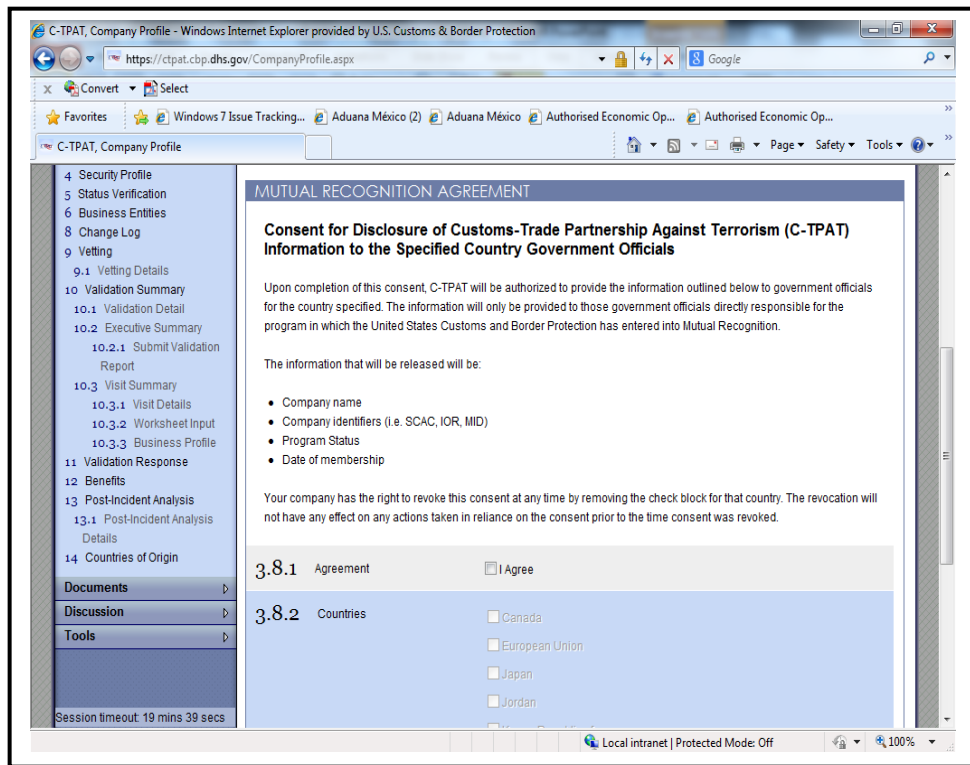 C-TPAT, Company Profile - Windows Internet Explorer provided by U.S. Customs & Border Protection
https://ctpat.cbp.dhs.gov/CompanyProfile.aspx
Google
x Convert Select
Favorites Windows 7 Issue Tracking... Aduana México (2) Aduana México Authorised Economic Op... Authorised Economic Op...
C-TPAT, Company Profile
Page Safety Tools
4 Security Profile
5 Status Verification
6 Business Entities
8 Change Log
9 Vetting
9.1 Vetting Details
10 Validation Summary
10.1 Validation Detail
10.2 Executive Summary
10.2.1 Submit Validation
Report
10.3 Visit Summary
10.3.1 Visit Details
10.3.2 Worksheet Input
10.3.3 Business Profile
11 Validation Response
12 Benefits
13 Post-Incident Analysis
13.1 Post-Incident Analysis
Details
14 Countries of Origin
Documents
Discussion
Tools
Session timeout: 19 mins 39 secs
MUTUAL RECOGNITION AGREEMENT
Consent for Disclosure of Customs-Trade Partnership Against Terrorism (C-TPAT)
Information to the Specified Country Government Officials
Upon completion of this consent, C-TPAT will be authorized to provide the information outlined below to government officials
for the country specified. The information will only be provided to those government officials directly responsible for the
program in which the United States Customs and Border Protection has entered into Mutual Recognition.
The information that will be released will be:
• Company name
• Company identifiers (i.e. SCAC, IOR, MID)
• Program Status
• Date of membership
Your company has the right to revoke this consent at any time by removing the check block for that country. The revocation will
not have any effect on any actions taken in reliance on the consent prior to the time consent was revoked.
3.8.1 Agreement I Agree
3.8.2 Countries
Canada
European Union
Japan
Jordan
Local intranet | Protected Mode: Off
100%